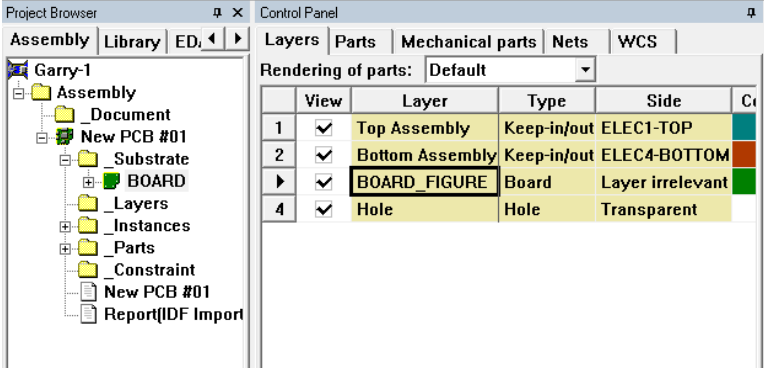 Project Browser
Assembly Library ED
Garry-1
Assembly
_Document
New PCB #01
_Substrate
BOARD
_Layers
_Instances
_Parts
_Constraint
New PCB #01
Report(IDF Import
Control Panel
Layers Parts Mechanical parts Nets WCS
Rendering of parts: Default
View Layer Type Side Co
1 Top Assembly Keep-in/out ELEC1-TOP
2 Bottom Assembly Keep-in/out ELEC4-BOTTOM
BOARD_FIGURE Board Layer irrelevant
4 Hole Hole Transparent